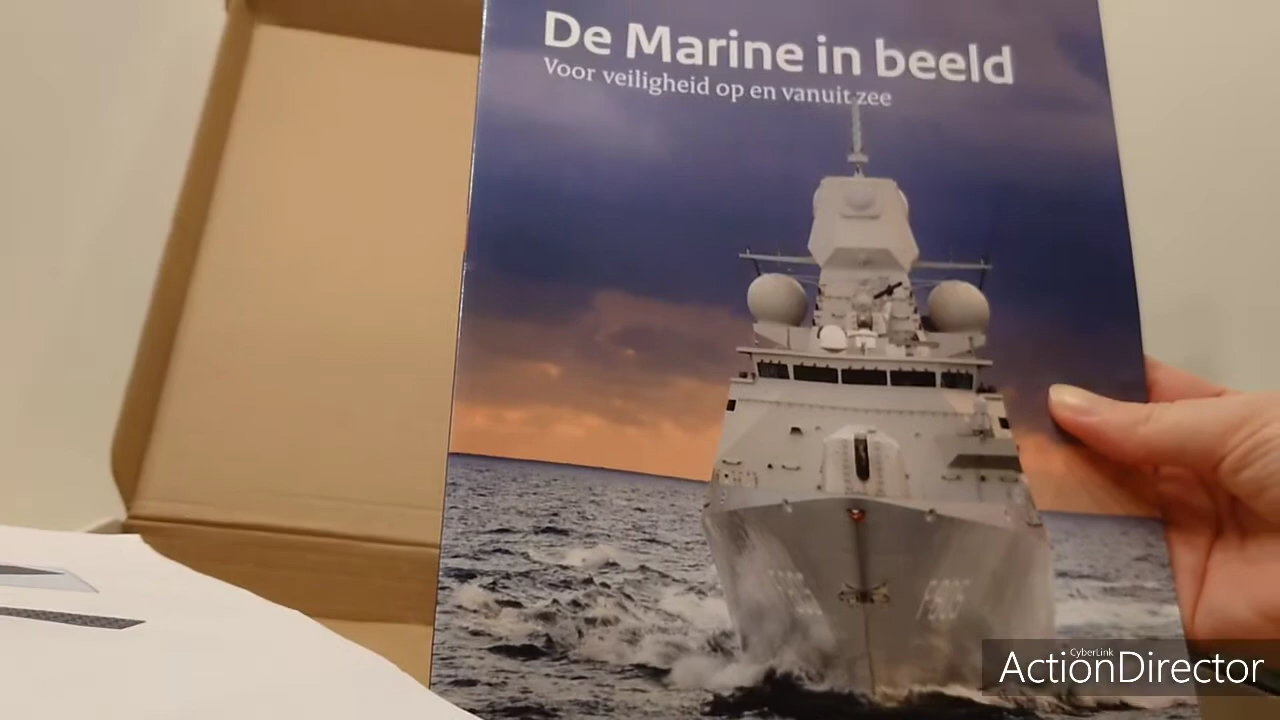 De Marine in beeld
Voor veiligheid op en vanuit zee
CyberLink
ActionDirector